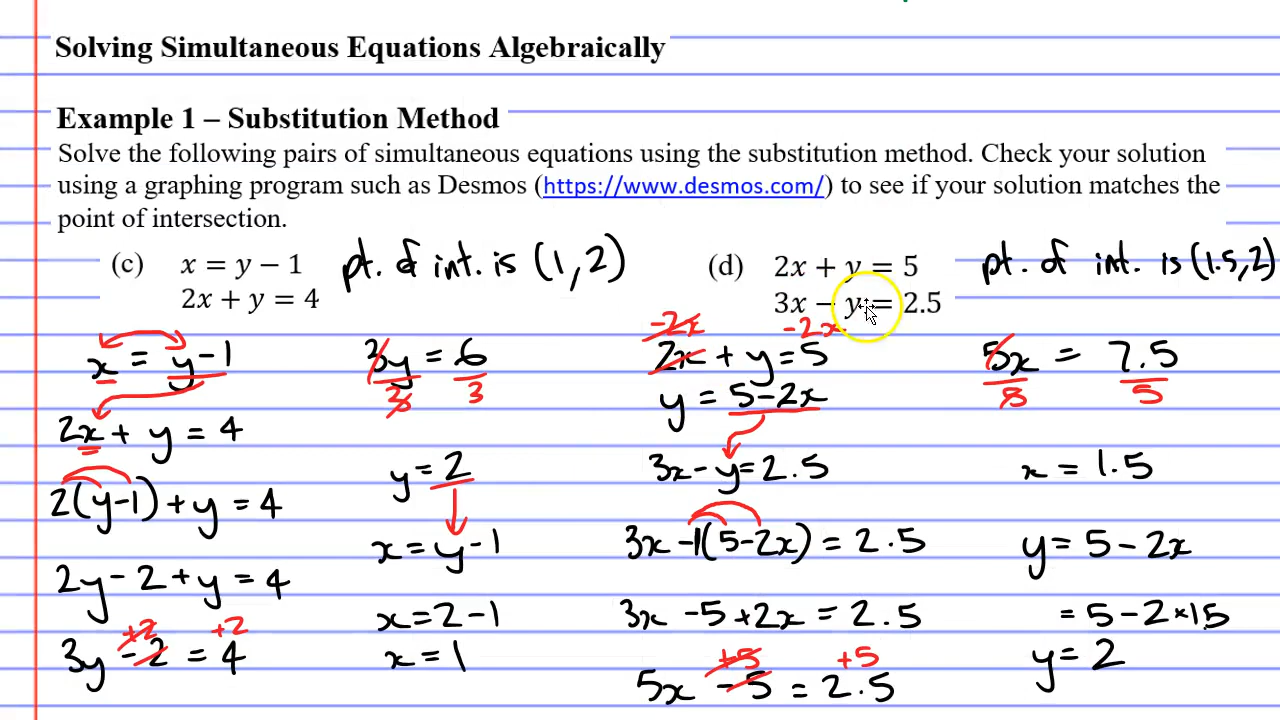 Solving Simultaneous Equations Algebraically
Example 1 – Substitution Method
Solve the following pairs of simultaneous equations using the substitution method. Check your solution
using a graphing program such as Desmos (https://www.desmos.com/) to see if your solution matches the
point of intersection.
(c) x = y − 1 pt. of int. is (1, 2)
2x + y = 4
x = y-1
2x + y = 4
2(y-1) + y = 4
2y - 2 + y = 4
+2 +2
3y - 2 = 4
3y = 6
3 3
y = 2
x = y - 1
x = 2 - 1
x = 1
(d) 2x + y = 5 pt. of int. is (1.5, 2)
3x − y = 2.5
-2x -2x
2x + y = 5
y = 5 - 2x
3x - y = 2.5
3x - 1(5 - 2x) = 2.5
3x - 5 + 2x = 2.5
+5 +5
5x - 5 = 2.5
5x = 7.5
5 5
x = 1.5
y = 5 - 2x
= 5 - 2 × 1.5
y = 2